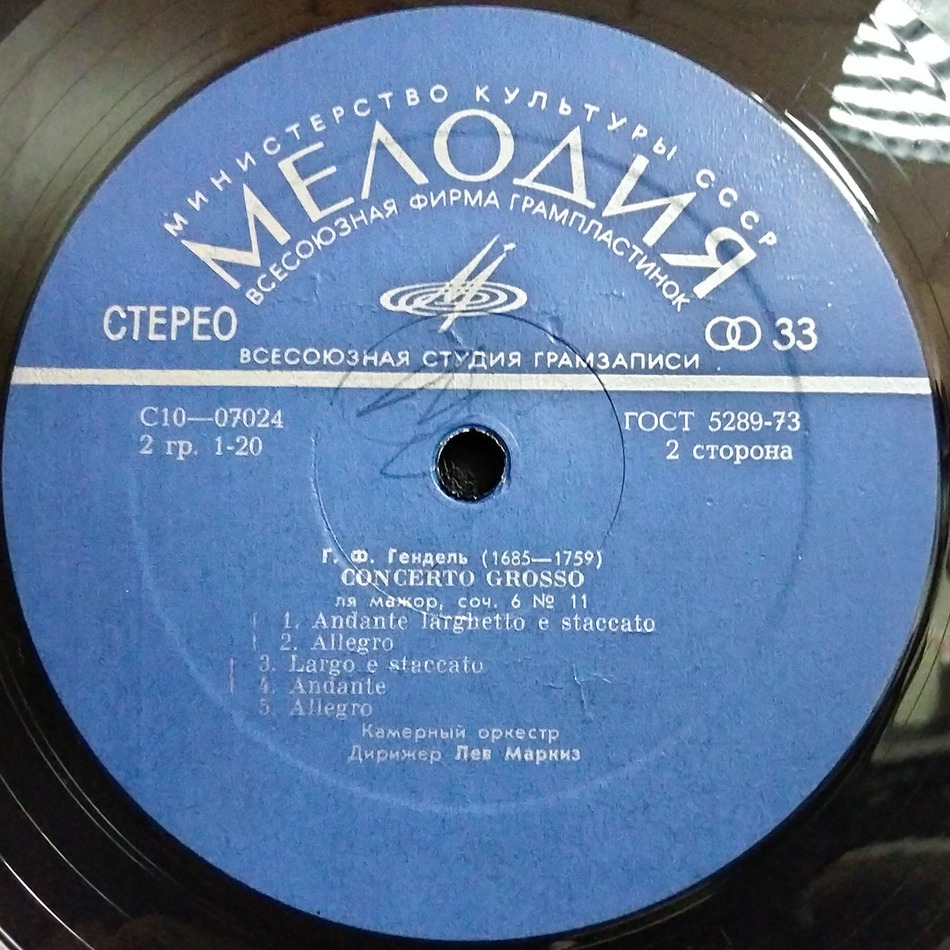 МИНИСТЕРСТВО КУЛЬТУРЫ СССР
МЕЛОДИЯ
ВСЕСОЮЗНАЯ ФИРМА ГРАМПЛАСТИНОК
СТЕРЕО
33
ВСЕСОЮЗНАЯ СТУДИЯ ГРАМЗАПИСИ
С10—07024
ГОСТ 5289-73
2 гр. 1-20
2 сторона
Г. Ф. Гендель (1685—1759)
CONCERTO GROSSO
ля мажор, соч. 6 № 11
1. Andante larghetto e staccato
2. Allegro
3. Largo e staccato
4. Andante
5. Allegro
Камерный оркестр
Дирижер Лев Маркиз